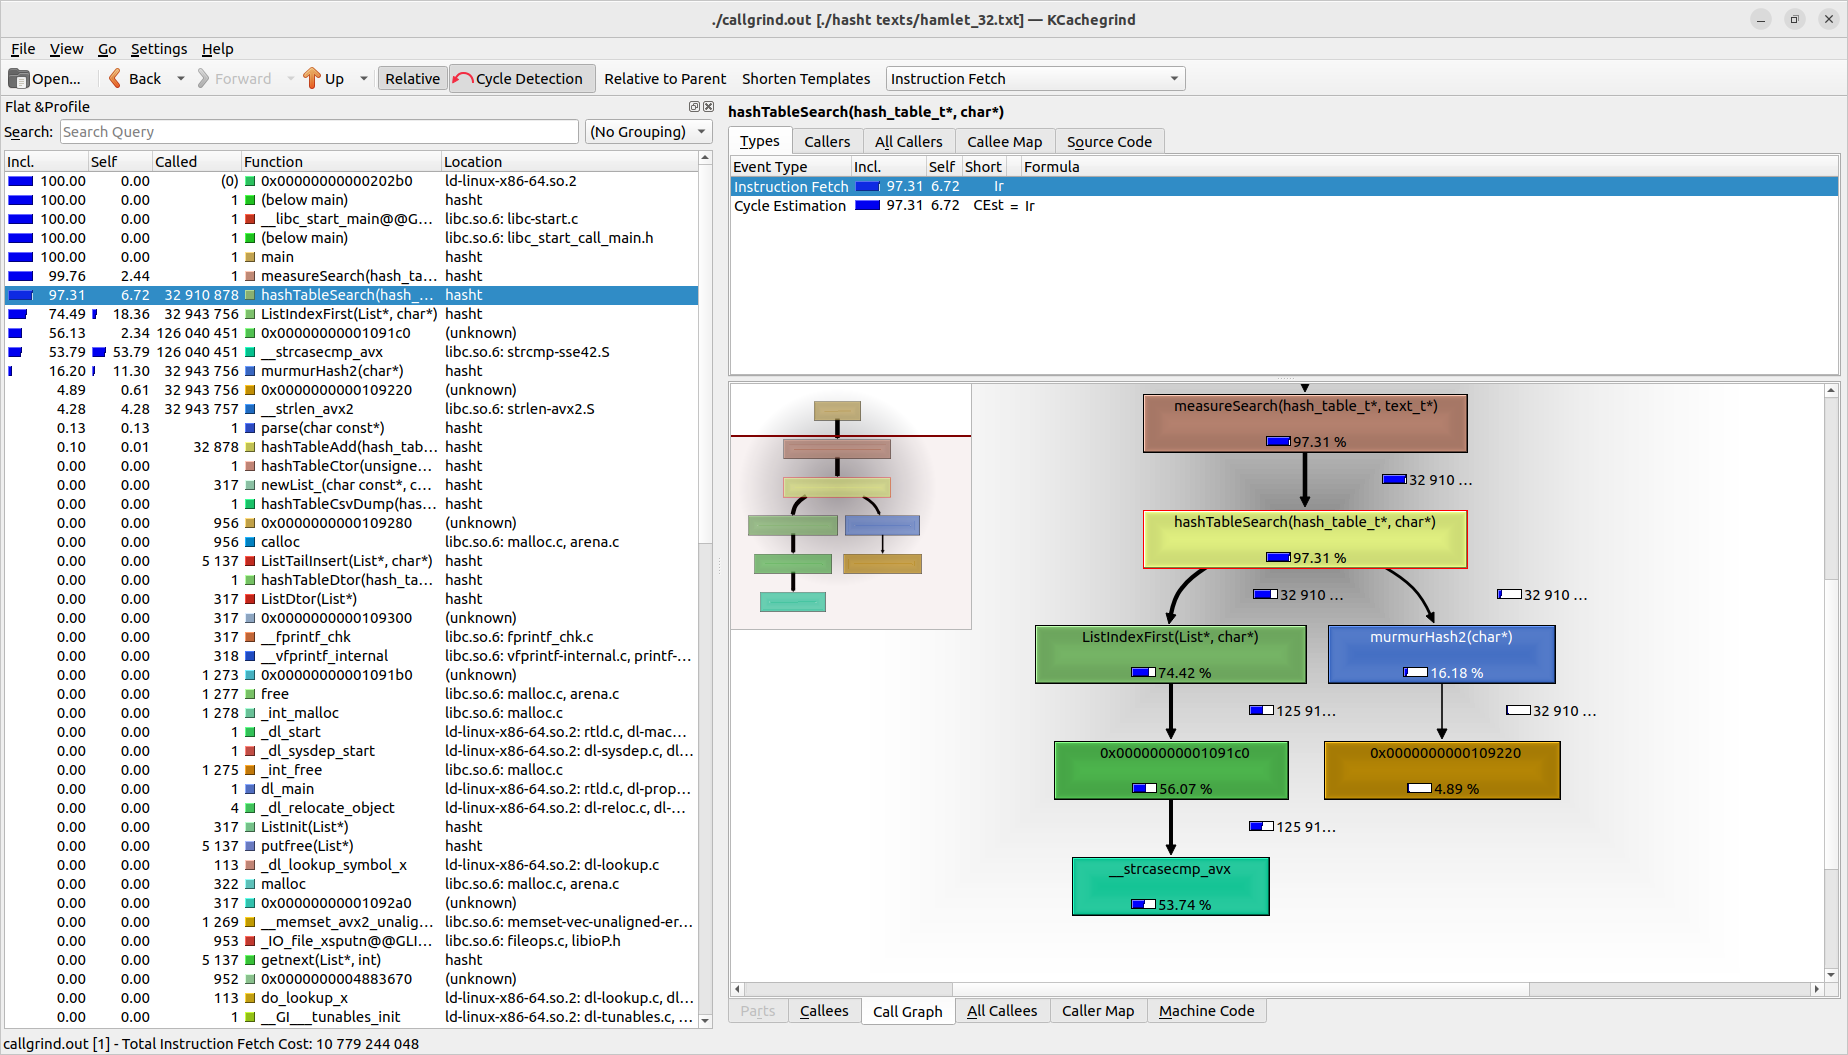 ./callgrind.out [./hasht texts/hamlet_32.txt] — KCachegrind
File View Go Settings Help
Open... Back Forward Up Relative Cycle Detection Relative to Parent Shorten Templates Instruction Fetch
Flat &Profile
Search: Search Query (No Grouping)
Incl. Self Called Function Location
100.00 0.00 (0) 0x00000000000202b0 ld-linux-x86-64.so.2
100.00 0.00 1 (below main) hasht
100.00 0.00 1 __libc_start_main@@G... libc.so.6: libc-start.c
100.00 0.00 1 (below main) libc.so.6: libc_start_call_main.h
100.00 0.00 1 main hasht
99.76 2.44 1 measureSearch(hash_ta... hasht
97.31 6.72 32 910 878 hashTableSearch(hash_... hasht
74.49 18.36 32 943 756 ListIndexFirst(List*, char*) hasht
56.13 2.34 126 040 451 0x00000000001091c0 (unknown)
53.79 53.79 126 040 451 __strcasecmp_avx libc.so.6: strcmp-sse42.S
16.20 11.30 32 943 756 murmurHash2(char*) hasht
4.89 0.61 32 943 756 0x0000000000109220 (unknown)
4.28 4.28 32 943 757 __strlen_avx2 libc.so.6: strlen-avx2.S
0.13 0.13 1 parse(char const*) hasht
0.10 0.01 32 878 hashTableAdd(hash_tab... hasht
0.00 0.00 1 hashTableCtor(unsigne... hasht
0.00 0.00 317 newList_(char const*, c... hasht
0.00 0.00 1 hashTableCsvDump(has... hasht
0.00 0.00 956 0x0000000000109280 (unknown)
0.00 0.00 956 calloc libc.so.6: malloc.c, arena.c
0.00 0.00 5 137 ListTailInsert(List*, char*) hasht
0.00 0.00 1 hashTableDtor(hash_ta... hasht
0.00 0.00 317 ListDtor(List*) hasht
0.00 0.00 317 0x0000000000109300 (unknown)
0.00 0.00 317 __fprintf_chk libc.so.6: fprintf_chk.c
0.00 0.00 318 __vfprintf_internal libc.so.6: vfprintf-internal.c, printf-...
0.00 0.00 1 273 0x00000000001091b0 (unknown)
0.00 0.00 1 277 free libc.so.6: malloc.c, arena.c
0.00 0.00 1 278 _int_malloc libc.so.6: malloc.c
0.00 0.00 1 _dl_start ld-linux-x86-64.so.2: rtld.c, dl-mac...
0.00 0.00 1 _dl_sysdep_start ld-linux-x86-64.so.2: dl-sysdep.c, dl...
0.00 0.00 1 275 _int_free libc.so.6: malloc.c
0.00 0.00 1 dl_main ld-linux-x86-64.so.2: rtld.c, dl-prop...
0.00 0.00 4 _dl_relocate_object ld-linux-x86-64.so.2: dl-reloc.c, dl-...
0.00 0.00 317 ListInit(List*) hasht
0.00 0.00 5 137 putfree(List*) hasht
0.00 0.00 113 _dl_lookup_symbol_x ld-linux-x86-64.so.2: dl-lookup.c
0.00 0.00 322 malloc libc.so.6: malloc.c, arena.c
0.00 0.00 317 0x00000000001092a0 (unknown)
0.00 0.00 1 269 __memset_avx2_unalig... libc.so.6: memset-vec-unaligned-er...
0.00 0.00 953 _IO_file_xsputn@@GLI... libc.so.6: fileops.c, libioP.h
0.00 0.00 5 137 getnext(List*, int) hasht
0.00 0.00 952 0x0000000004883670 (unknown)
0.00 0.00 113 do_lookup_x ld-linux-x86-64.so.2: dl-lookup.c, dl...
0.00 0.00 1 __GI___tunables_init ld-linux-x86-64.so.2: dl-tunables.c, ...
hashTableSearch(hash_table_t*, char*)
Types Callers All Callers Callee Map Source Code
Event Type Incl. Self Short Formula
Instruction Fetch 97.31 6.72 Ir
Cycle Estimation 97.31 6.72 CEst = Ir
measureSearch(hash_table_t*, text_t*)
97.31 %
32 910 ...
hashTableSearch(hash_table_t*, char*)
97.31 %
32 910 ... 32 910 ...
ListIndexFirst(List*, char*) murmurHash2(char*)
74.42 % 16.18 %
125 91... 32 910 ...
0x00000000001091c0 0x0000000000109220
56.07 % 4.89 %
125 91...
__strcasecmp_avx
53.74 %
Parts Callees Call Graph All Callees Caller Map Machine Code
callgrind.out [1] - Total Instruction Fetch Cost: 10 779 244 048